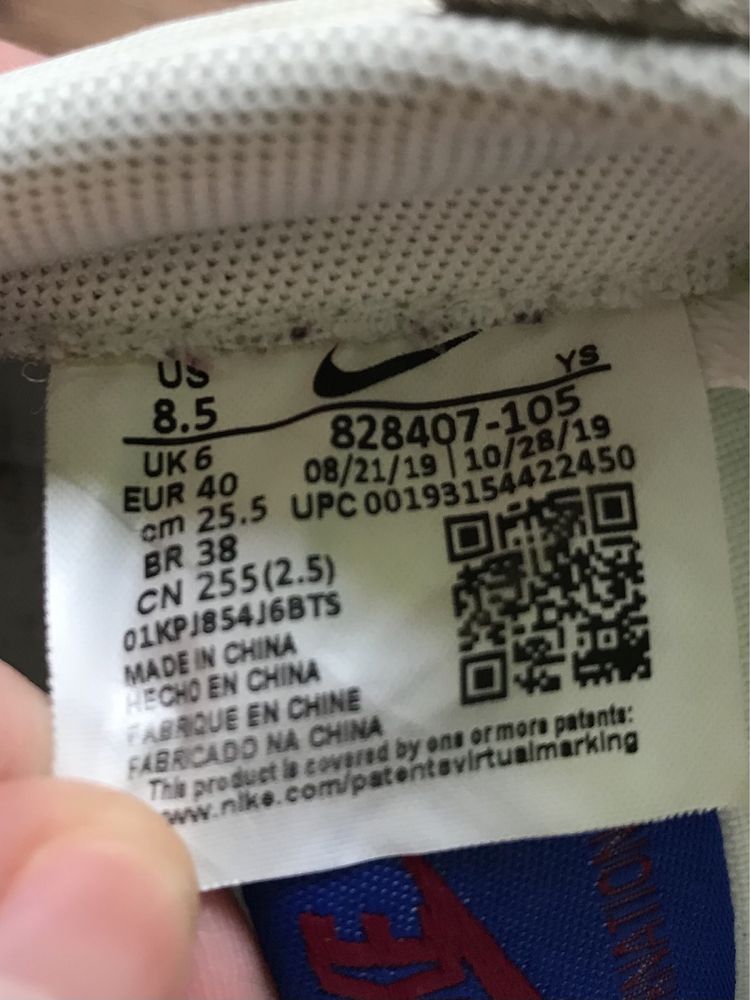 US
8.5
YS
828407-105
08/21/19 | 10/28/19
UPC 00193154422450
UK 6
EUR 40
cm 25.5
BR 38
CN 255(2.5)
01KPJ854J6BTS
MADE IN CHINA
HECHO EN CHINA
FABRIQUE EN CHINE
FABRICADO NA CHINA
This product is covered by one or more patents:
www.nike.com/patentsvirtualmarking